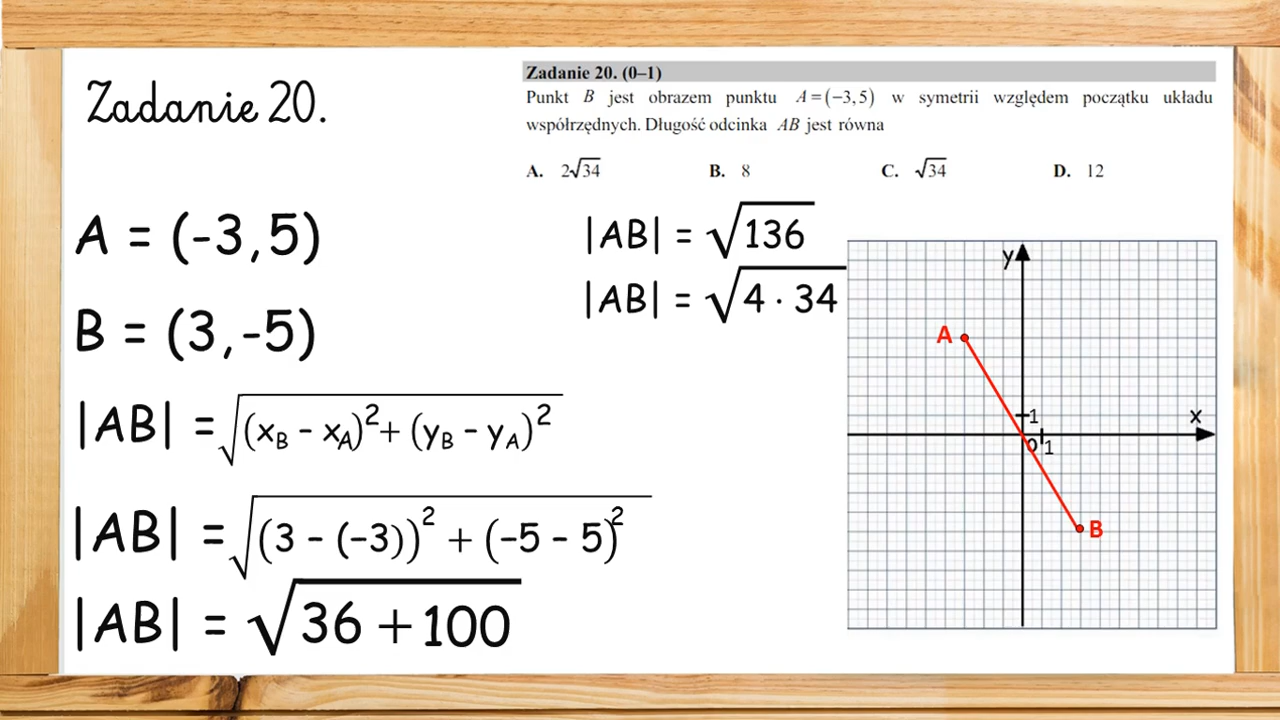 Zadanie 20.
Zadanie 20. (0–1)
Punkt B jest obrazem punktu A=(−3, 5) w symetrii względem początku układu
współrzędnych. Długość odcinka AB jest równa
A. 2√34 B. 8 C. √34 D. 12
A = (-3, 5)
B = (3, -5)
|AB| = √(x_B - x_A)² + (y_B - y_A)²
|AB| = √(3 - (-3))² + (-5 - 5)²
|AB| = √36 + 100
|AB| = √136
|AB| = √4 · 34
y
A
1
x
0
1
B